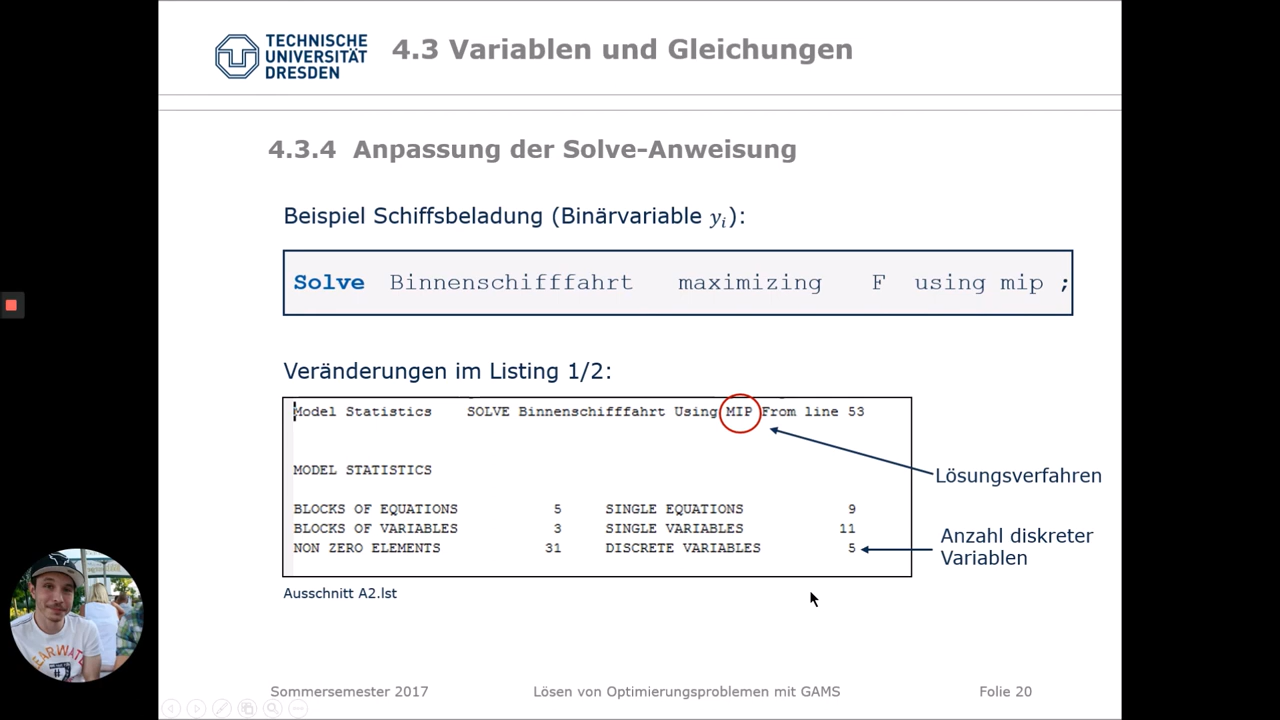 TECHNISCHE
UNIVERSITÄT
DRESDEN
4.3 Variablen und Gleichungen
4.3.4 Anpassung der Solve-Anweisung
Beispiel Schiffsbeladung (Binärvariable yᵢ):
Solve Binnenschifffahrt maximizing F using mip ;
Veränderungen im Listing 1/2:
Model Statistics SOLVE Binnenschifffahrt Using MIP From line 53
MODEL STATISTICS
BLOCKS OF EQUATIONS 5 SINGLE EQUATIONS 9
BLOCKS OF VARIABLES 3 SINGLE VARIABLES 11
NON ZERO ELEMENTS 31 DISCRETE VARIABLES 5
Lösungsverfahren
Anzahl diskreter
Variablen
Ausschnitt A2.lst
Sommersemester 2017 Lösen von Optimierungsproblemen mit GAMS Folie 20